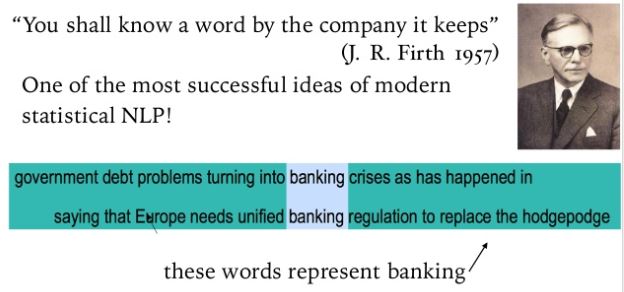 “You shall know a word by the company it keeps”
(J. R. Firth 1957)
One of the most successful ideas of modern
statistical NLP!
government debt problems turning into banking crises as has happened in
saying that Europe needs unified banking regulation to replace the hodgepodge
these words represent banking